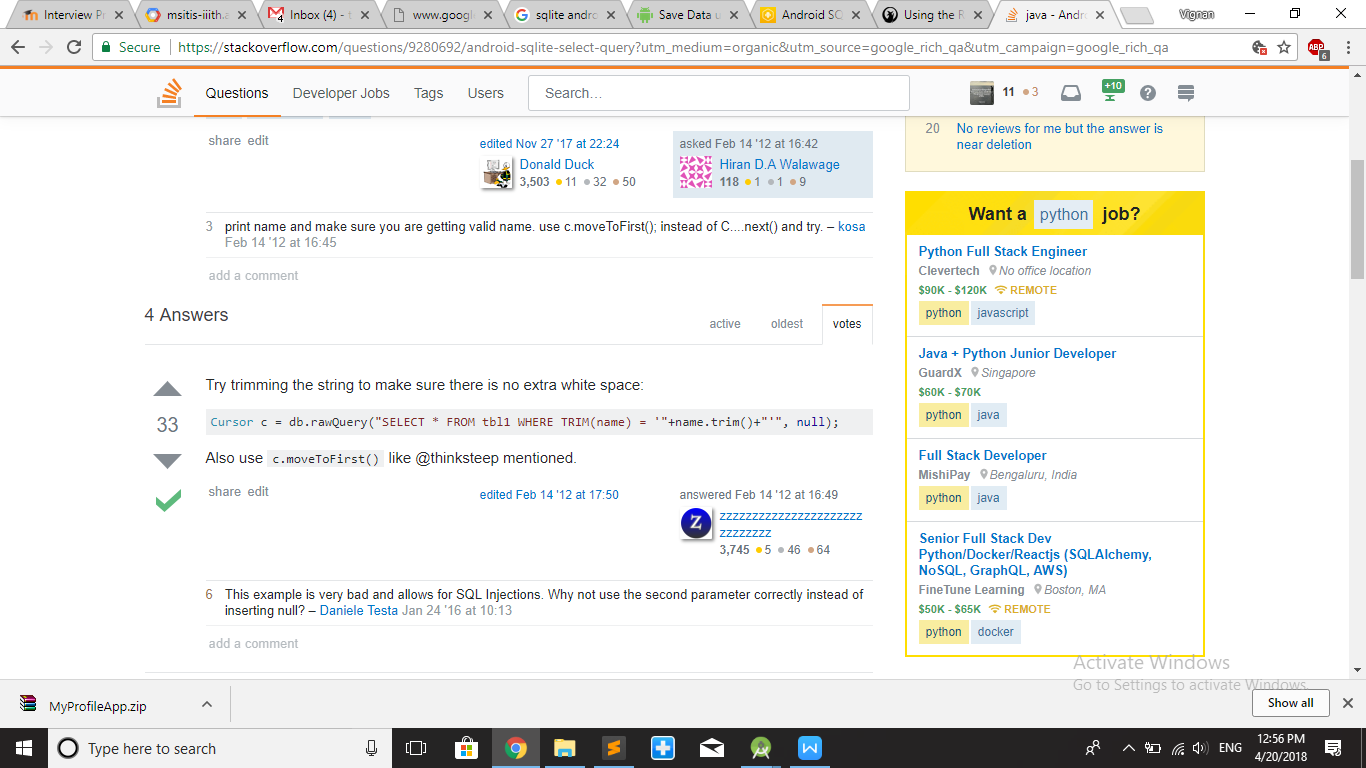 Interview Pr
msitis-iiith.a
Inbox (4) - t
www.googl
sqlite andro
Save Data u
Android SQ
Using the R
java - Andr
Vignan
Secure
https://stackoverflow.com/questions/9280692/android-sqlite-select-query?utm_medium=organic&utm_source=google_rich_qa&utm_campaign=google_rich_qa
ABP
6
Questions
Developer Jobs
Tags
Users
Search...
11
3
+10
?
share edit
edited Nov 27 '17 at 22:24
Donald Duck
3,503 11 32 50
asked Feb 14 '12 at 16:42
Hiran D.A Walawage
118 1 1 9
3 print name and make sure you are getting valid name. use c.moveToFirst(); instead of C....next() and try. – kosa
Feb 14 '12 at 16:45
add a comment
4 Answers
active
oldest
votes
Try trimming the string to make sure there is no extra white space:
33
Cursor c = db.rawQuery("SELECT * FROM tbl1 WHERE TRIM(name) = '"+name.trim()+"'", null);
Also use c.moveToFirst() like @thinksteep mentioned.
share edit
edited Feb 14 '12 at 17:50
answered Feb 14 '12 at 16:49
Z
zzzzzzzzzzzzzzzzzzzzzz
zzzzzzzz
3,745 5 46 64
6 This example is very bad and allows for SQL Injections. Why not use the second parameter correctly instead of
inserting null? – Daniele Testa Jan 24 '16 at 10:13
add a comment
20 No reviews for me but the answer is
near deletion
Want a python job?
Python Full Stack Engineer
Clevertech No office location
$90K - $120K REMOTE
python javascript
Java + Python Junior Developer
GuardX Singapore
$60K - $70K
python java
Full Stack Developer
MishiPay Bengaluru, India
python java
Senior Full Stack Dev
Python/Docker/Reactjs (SQLAlchemy,
NoSQL, GraphQL, AWS)
FineTune Learning Boston, MA
$50K - $65K REMOTE
python docker
Activate Windows
Go to Settings to activate Windows.
MyProfileApp.zip
Show all
Type here to search
ENG
12:56 PM
4/20/2018